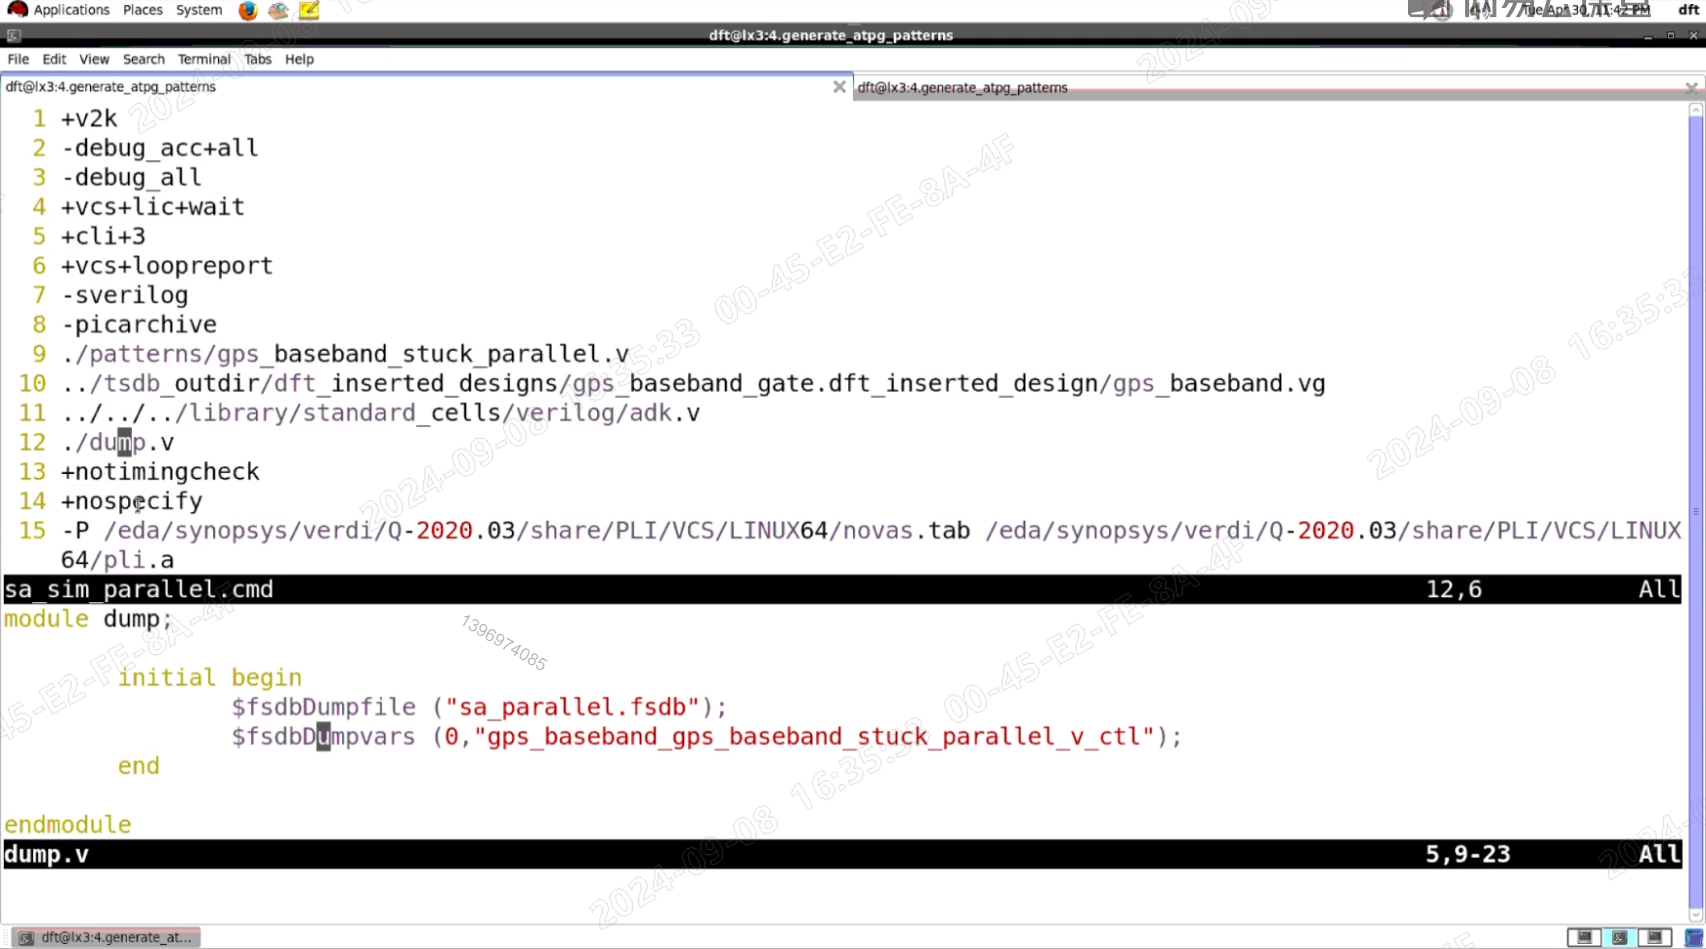 Applications Places System
Tue Apr 30, 11:42 PM dft
dft@lx3:4.generate_atpg_patterns
File Edit View Search Terminal Tabs Help
dft@lx3:4.generate_atpg_patterns dft@lx3:4.generate_atpg_patterns
1 +v2k
2 -debug_acc+all
3 -debug_all
4 +vcs+lic+wait
5 +cli+3
6 +vcs+loopreport
7 -sverilog
8 -picarchive
9 ./patterns/gps_baseband_stuck_parallel.v
10 ../tsdb_outdir/dft_inserted_designs/gps_baseband_gate.dft_inserted_design/gps_baseband.vg
11 ../../../library/standard_cells/verilog/adk.v
12 ./dump.v
13 +notimingcheck
14 +nospecify
15 -P /eda/synopsys/verdi/Q-2020.03/share/PLI/VCS/LINUX64/novas.tab /eda/synopsys/verdi/Q-2020.03/share/PLI/VCS/LINUX
64/pli.a
sa_sim_parallel.cmd 12,6 All
module dump;
initial begin
$fsdbDumpfile ("sa_parallel.fsdb");
$fsdbDumpvars (0,"gps_baseband_gps_baseband_stuck_parallel_v_ctl");
end
endmodule
dump.v 5,9-23 All
dft@lx3:4.generate_at...
1396974085
00-45-E2-FE-8A-4F
2024-09-08 16:35:33